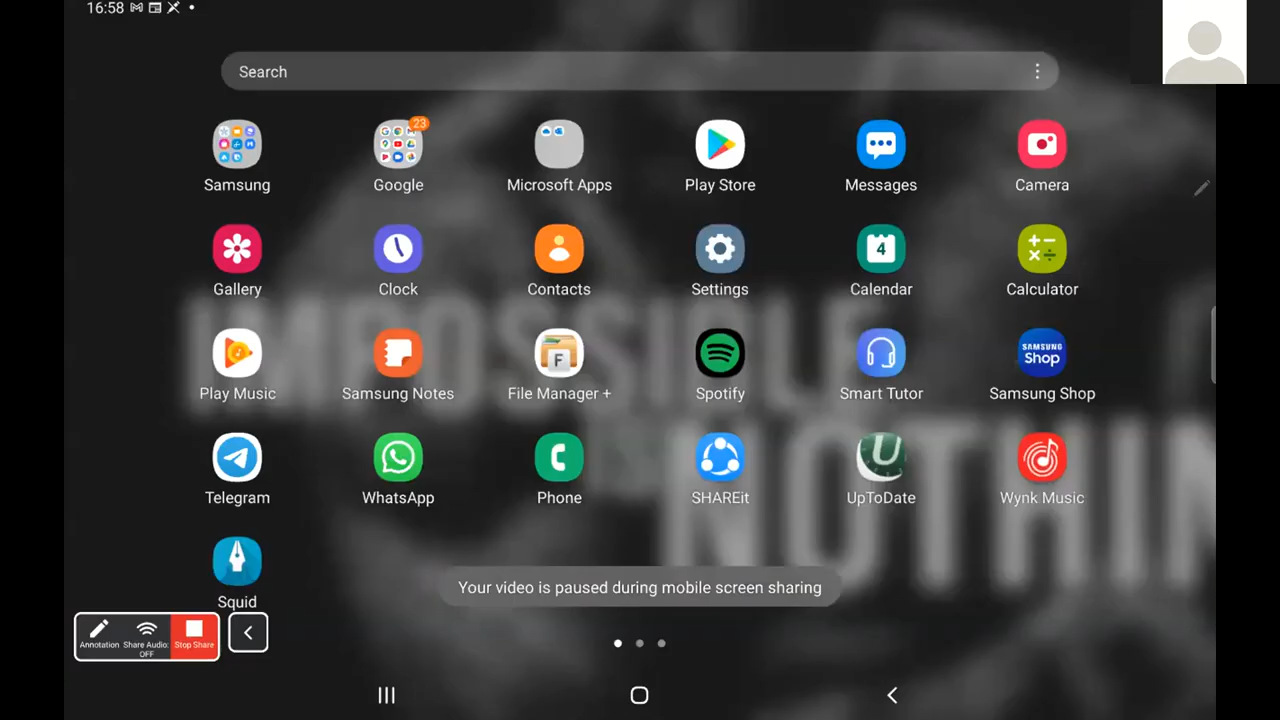 16:58
Search
23
Samsung
Google
Microsoft Apps
Play Store
Messages
Camera
4
Gallery
Clock
Contacts
Settings
Calendar
Calculator
F
SAMSUNG
Shop
Play Music
Samsung Notes
File Manager +
Spotify
Smart Tutor
Samsung Shop
U
Telegram
WhatsApp
Phone
SHAREit
UpToDate
Wynk Music
IMPOSSIBLE
NOTHIN
Squid
Your video is paused during mobile screen sharing
Annotation
Share Audio:
OFF
Stop Share